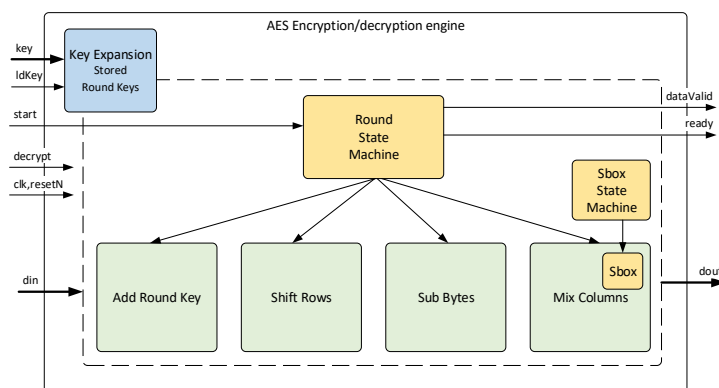 AES Encryption/decryption engine
key
Key Expansion
Stored
Round Keys
ldKey
start
decrypt
clk,resetN
din
Round
State
Machine
dataValid
ready
Sbox
State
Machine
Sbox
Add Round Key
Shift Rows
Sub Bytes
Mix Columns
dout